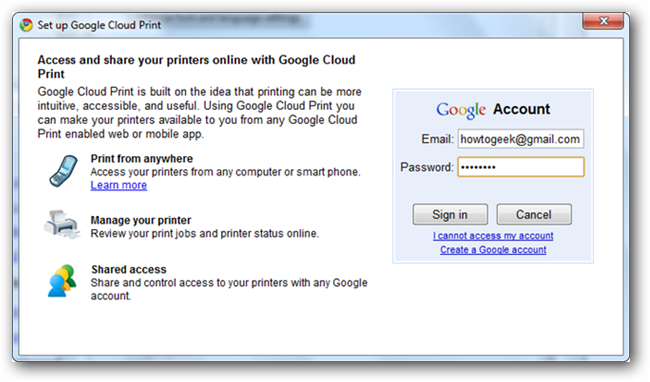 Set up Google Cloud Print
Access and share your printers online with Google Cloud
Print
Google Cloud Print is built on the idea that printing can be more
intuitive, accessible, and useful. Using Google Cloud Print you
can make your printers available to you from any Google Cloud
Print enabled web or mobile app.
Print from anywhere
Access your printers from any computer or smart phone.
Learn more
Manage your printer
Review your print jobs and printer status online.
Shared access
Share and control access to your printers with any Google
account.
Google Account
Email: howtogeek@gmail.com
Password: ••••••••
Sign in Cancel
I cannot access my account
Create a Google account